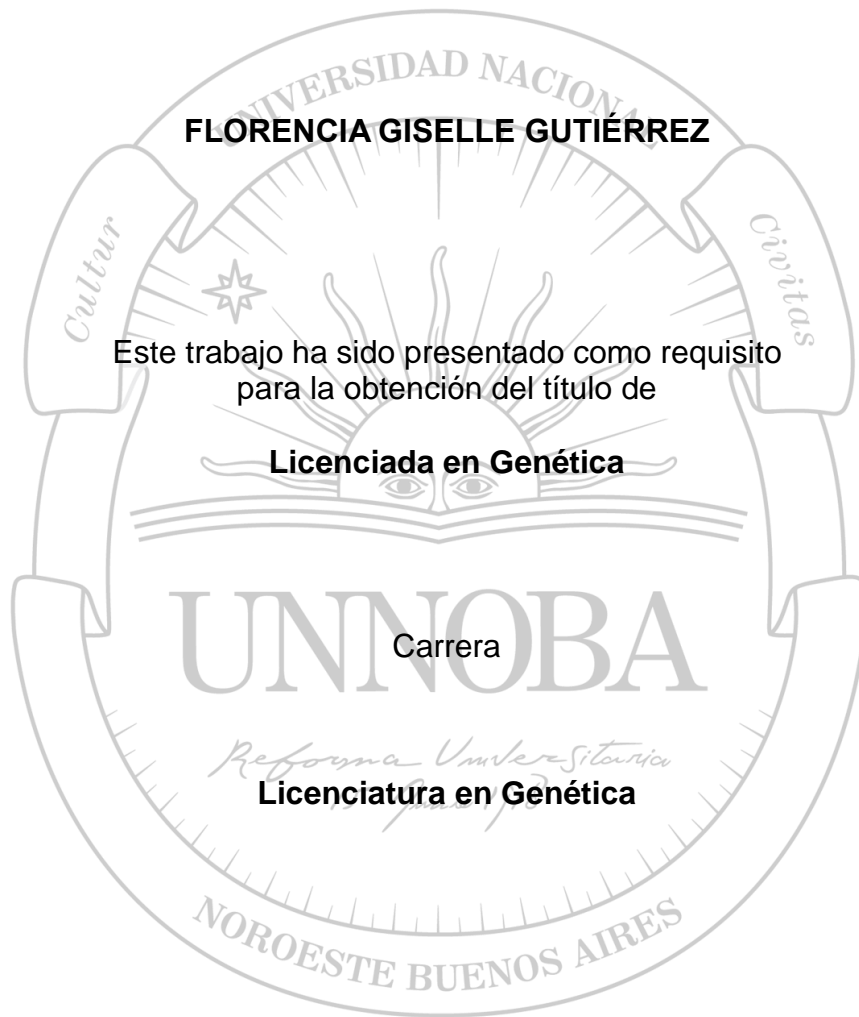 UNIVERSIDAD NACIONAL
FLORENCIA GISELLE GUTIÉRREZ
Cultur
Civitas
Este trabajo ha sido presentado como requisito
para la obtención del título de
Licenciada en Genética
UNNOBA
Carrera
Reforma Universitaria
Licenciatura en Genética
NOROESTE BUENOS AIRES